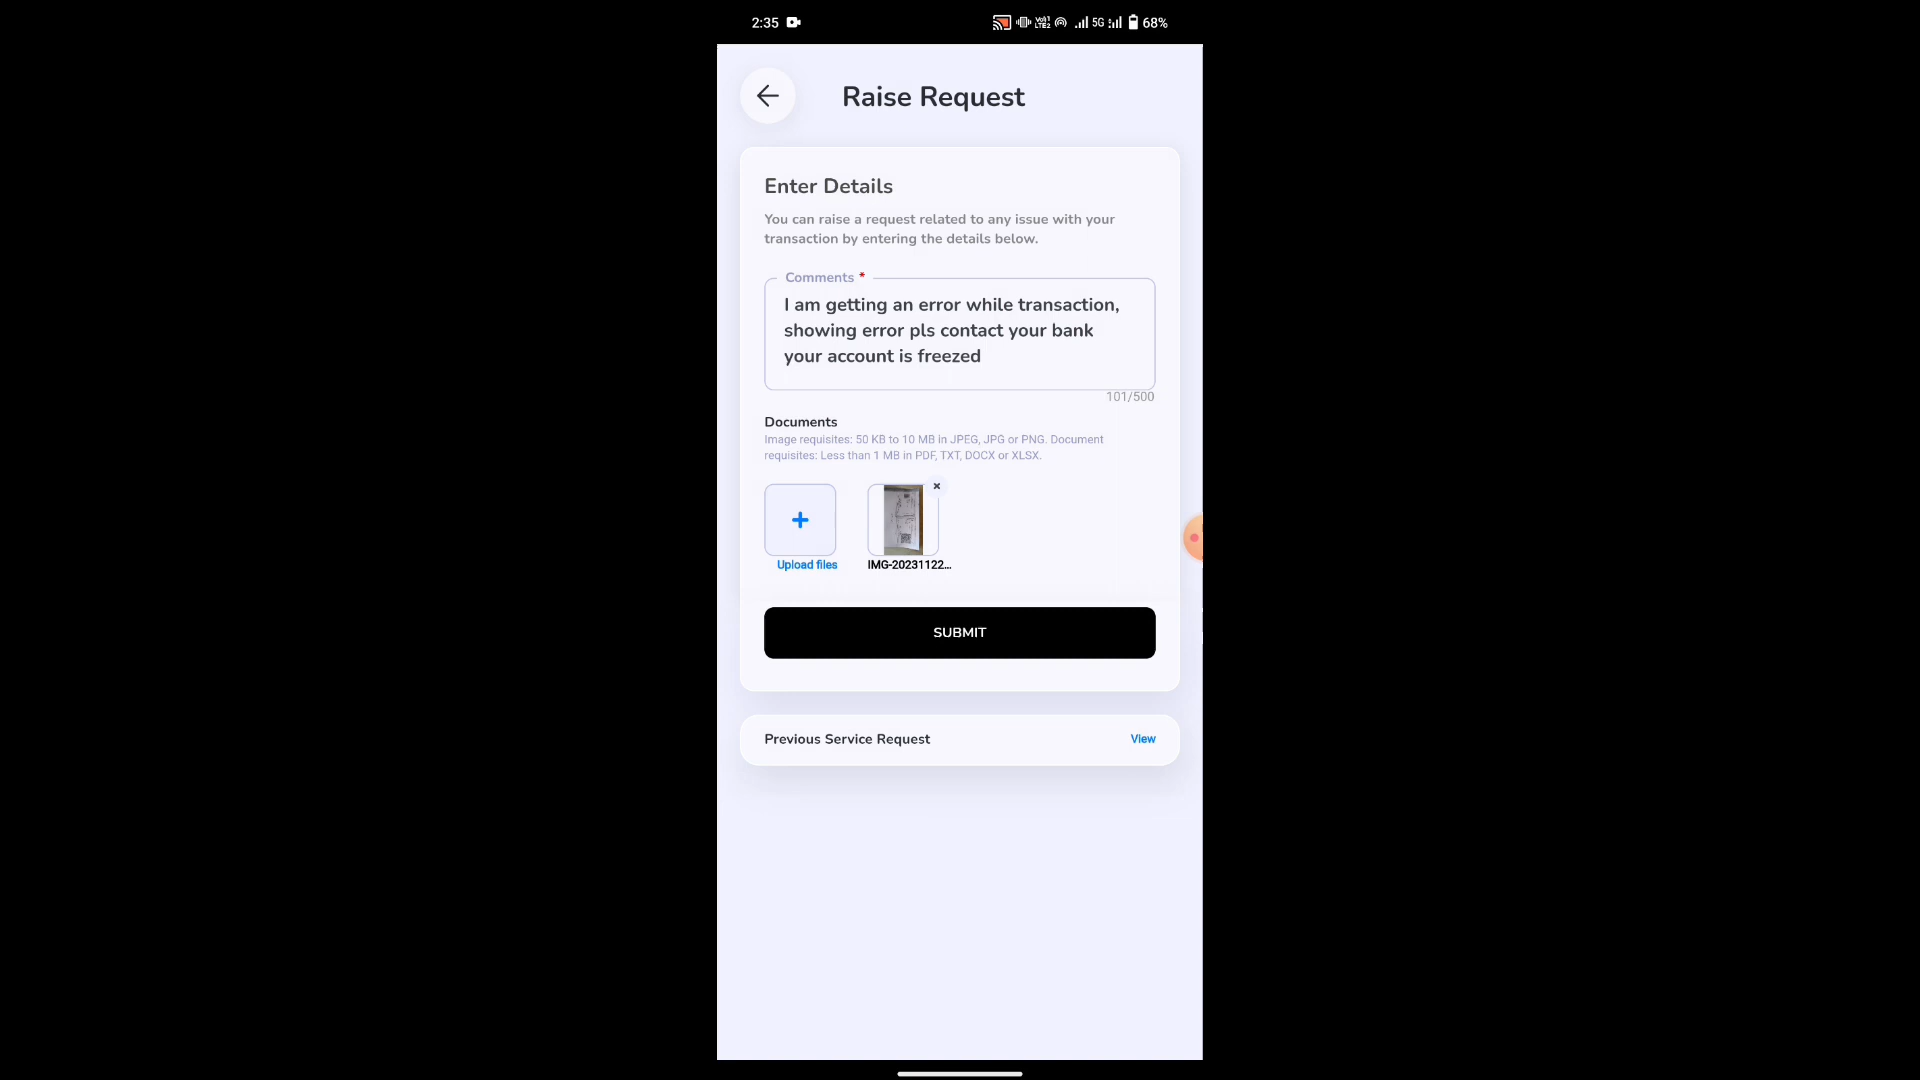 2:35
Vo)) 1
LTE2
5G
68%
Raise Request
Enter Details
You can raise a request related to any issue with your
transaction by entering the details below.
Comments *
I am getting an error while transaction,
showing error pls contact your bank
your account is freezed
101/500
Documents
Image requisites: 50 KB to 10 MB in JPEG, JPG or PNG. Document
requisites: Less than 1 MB in PDF, TXT, DOCX or XLSX.
Upload files
IMG-20231122...
SUBMIT
Previous Service Request
View